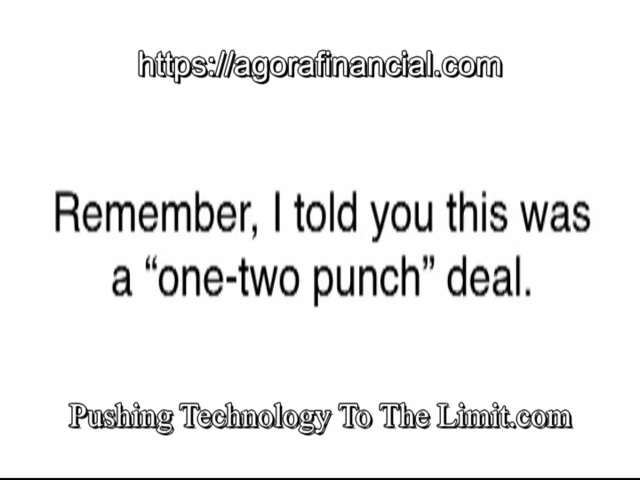 https://agorafinancial.com
Remember, I told you this was
a “one-two punch” deal.
Pushing Technology To The Limit.com